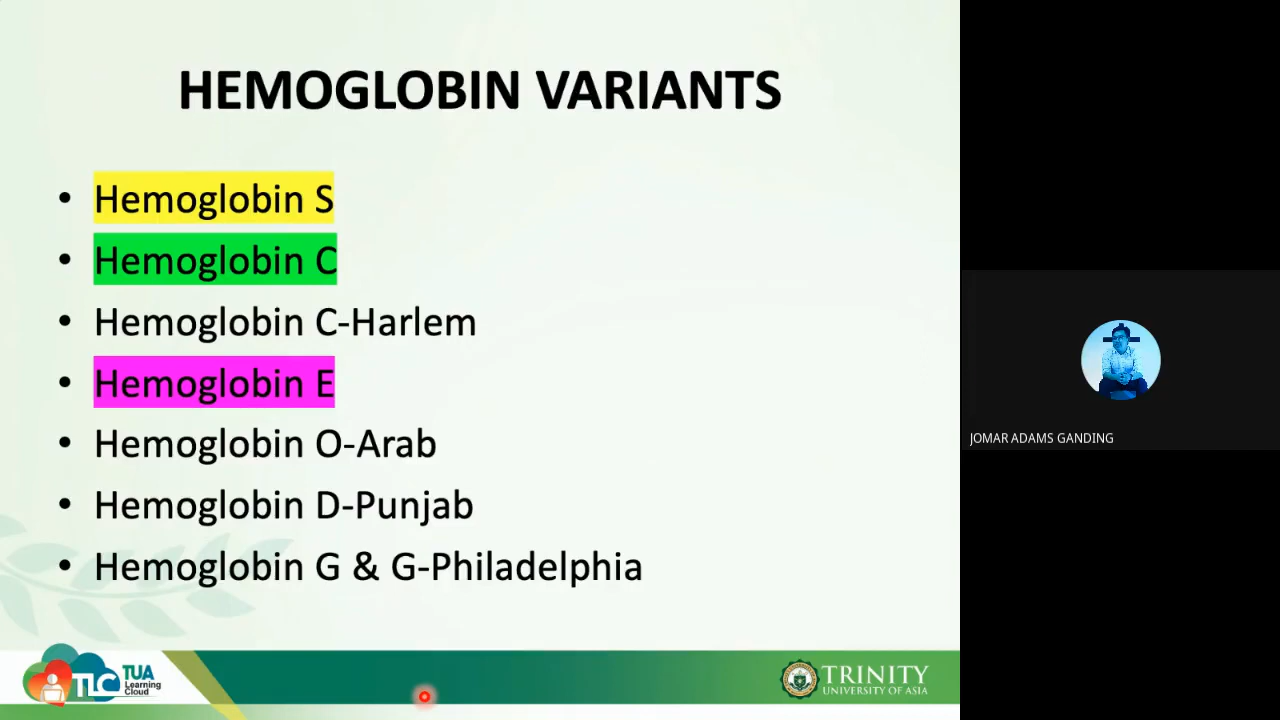 HEMOGLOBIN VARIANTS
• Hemoglobin S
• Hemoglobin C
• Hemoglobin C-Harlem
• Hemoglobin E
• Hemoglobin O-Arab
• Hemoglobin D-Punjab
• Hemoglobin G & G-Philadelphia
JOMAR ADAMS GANDING
TLC
TUA
Learning
Cloud
TRINITY
UNIVERSITY OF ASIA